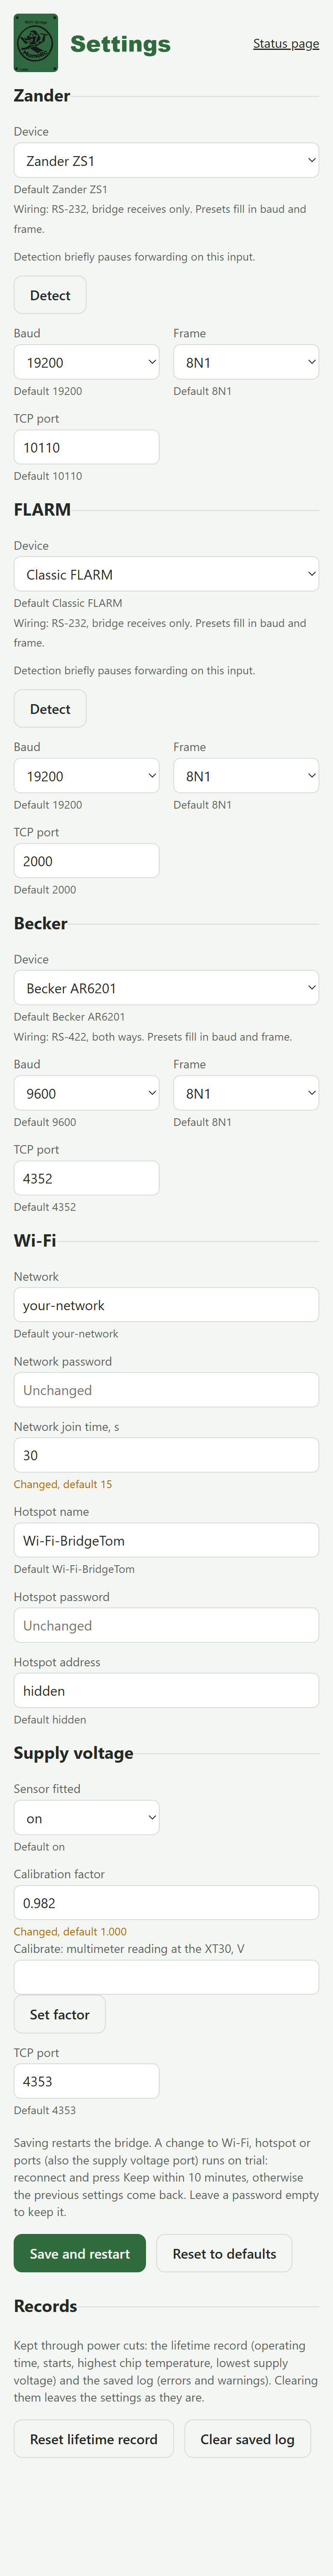 Settings
Status page
Zander
Device
Zander ZS1
Default Zander ZS1
Wiring: RS-232, bridge receives only. Presets fill in baud and
frame.
Detection briefly pauses forwarding on this input.
Detect
Baud
Frame
19200
8N1
Default 19200
Default 8N1
TCP port
10110
Default 10110
FLARM
Device
Classic FLARM
Default Classic FLARM
Wiring: RS-232, bridge receives only. Presets fill in baud and
frame.
Detection briefly pauses forwarding on this input.
Detect
Baud
Frame
19200
8N1
Default 19200
Default 8N1
TCP port
2000
Default 2000
Becker
Device
Becker AR6201
Default Becker AR6201
Wiring: RS-422, both ways. Presets fill in baud and frame.
Baud
Frame
9600
8N1
Default 9600
Default 8N1
TCP port
4352
Default 4352
Wi-Fi
Network
your-network
Default your-network
Network password
Unchanged
Network join time, s
30
Changed, default 15
Hotspot name
Wi-Fi-BridgeTom
Default Wi-Fi-BridgeTom
Hotspot password
Unchanged
Hotspot address
hidden
Default hidden
Supply voltage
Sensor fitted
on
Default on
Calibration factor
0.982
Changed, default 1.000
Calibrate: multimeter reading at the XT30, V
Set factor
TCP port
4353
Default 4353
Saving restarts the bridge. A change to Wi-Fi, hotspot or
ports (also the supply voltage port) runs on trial:
reconnect and press Keep within 10 minutes, otherwise
the previous settings come back. Leave a password empty
to keep it.
Save and restart
Reset to defaults
Records
Kept through power cuts: the lifetime record (operating
time, starts, highest chip temperature, lowest supply
voltage) and the saved log (errors and warnings). Clearing
them leaves the settings as they are.
Reset lifetime record
Clear saved log